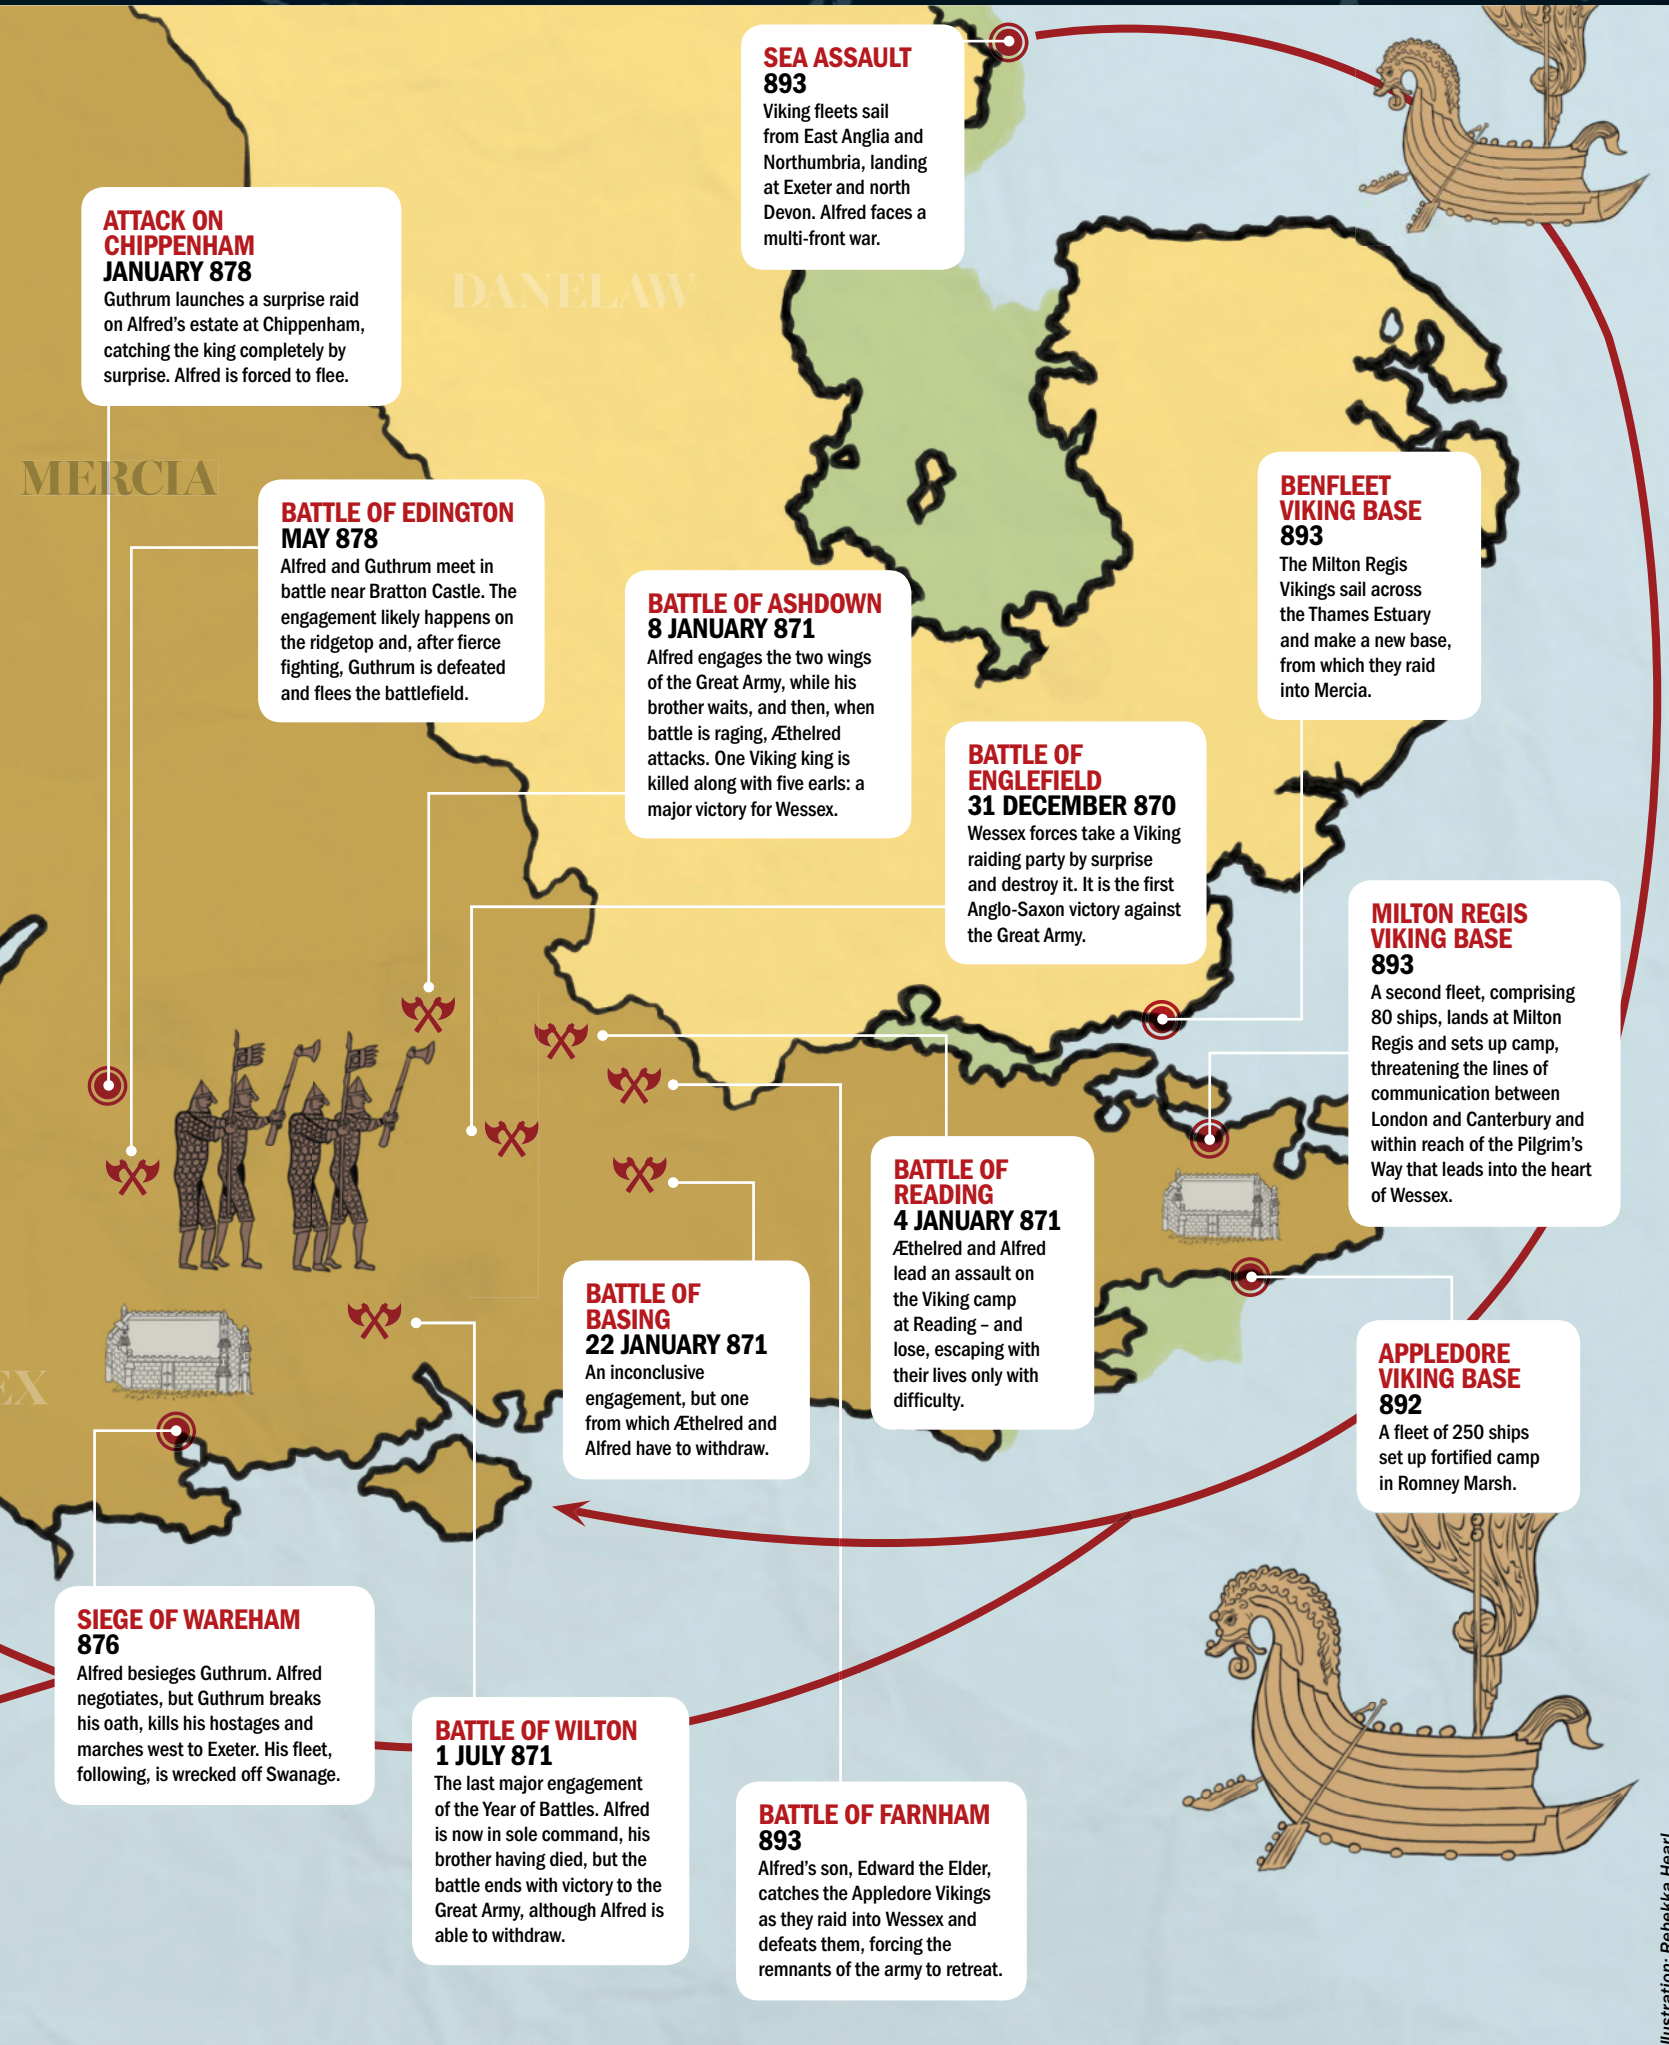 SEA ASSAULT
893
Viking fleets sail
from East Anglia and
Northumbria, landing
at Exeter and north
Devon. Alfred faces a
multi-front war.
ATTACK ON
CHIPPENHAM
JANUARY 878
Guthrum launches a surprise raid
on Alfred's estate at Chippenham,
catching the king completely by
surprise. Alfred is forced to flee.
DANELAW
MERCIA
BATTLE OF EDINGTON
MAY 878
Alfred and Guthrum meet in
battle near Bratton Castle. The
engagement likely happens on
the ridgetop and, after fierce
fighting, Guthrum is defeated
and flees the battlefield.
BENFLEET
VIKING BASE
893
The Milton Regis
Vikings sail across
the Thames Estuary
and make a new base,
from which they raid
into Mercia.
BATTLE OF ASHDOWN
8 JANUARY 871
Alfred engages the two wings
of the Great Army, while his
brother waits, and then, when
battle is raging, Æthelred
attacks. One Viking king is
killed along with five earls: a
major victory for Wessex.
BATTLE OF
ENGLEFIELD
31 DECEMBER 870
Wessex forces take a Viking
raiding party by surprise
and destroy it. It is the first
Anglo-Saxon victory against
the Great Army.
MILTON REGIS
VIKING BASE
893
A second fleet, comprising
80 ships, lands at Milton
Regis and sets up camp,
threatening the lines of
communication between
London and Canterbury and
within reach of the Pilgrim's
Way that leads into the heart
of Wessex.
BATTLE OF
READING
4 JANUARY 871
Æthelred and Alfred
lead an assault on
the Viking camp
at Reading – and
lose, escaping with
their lives only with
difficulty.
BATTLE OF
BASING
22 JANUARY 871
An inconclusive
engagement, but one
from which Æthelred and
Alfred have to withdraw.
EX
APPLEDORE
VIKING BASE
892
A fleet of 250 ships
set up fortified camp
in Romney Marsh.
SIEGE OF WAREHAM
876
Alfred besieges Guthrum. Alfred
negotiates, but Guthrum breaks
his oath, kills his hostages and
marches west to Exeter. His fleet,
following, is wrecked off Swanage.
BATTLE OF WILTON
1 JULY 871
The last major engagement
of the Year of Battles. Alfred
is now in sole command, his
brother having died, but the
battle ends with victory to the
Great Army, although Alfred is
able to withdraw.
BATTLE OF FARNHAM
893
Alfred's son, Edward the Elder,
catches the Appledore Vikings
as they raid into Wessex and
defeats them, forcing the
remnants of the army to retreat.
llustration: Rebekka Hearl